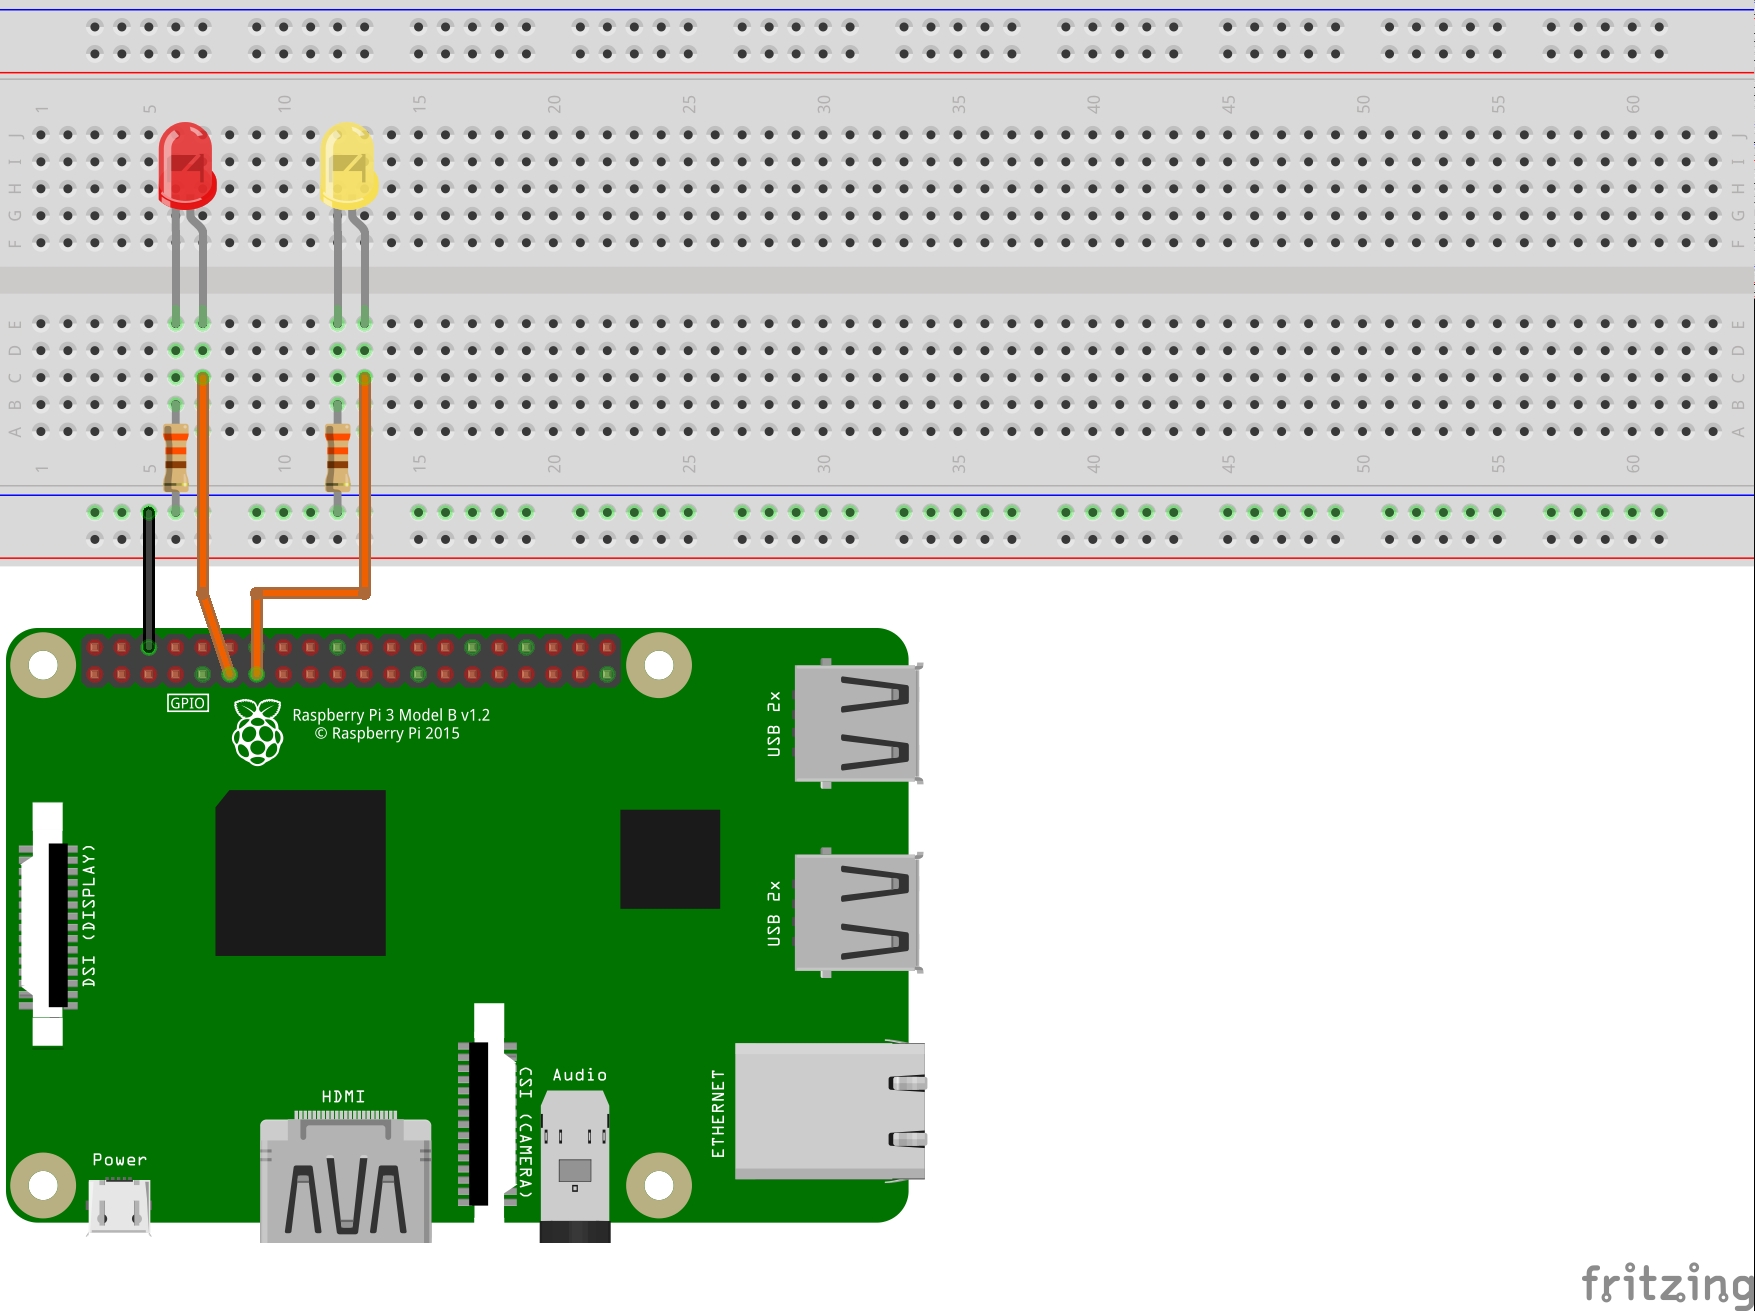 1 5 10 15 20 25 30 35 40 45 50 55 60
J J
I I
H H
G G
F F
E E
D D
C C
B B
A A
1 5 10 15 20 25 30 35 40 45 50 55 60
GPIO
Raspberry Pi 3 Model B v1.2
© Raspberry Pi 2015
USB 2x
DSI (DISPLAY)
USB 2x
HDMI
CSI (CAMERA)
Audio
ETHERNET
Power
fritzing